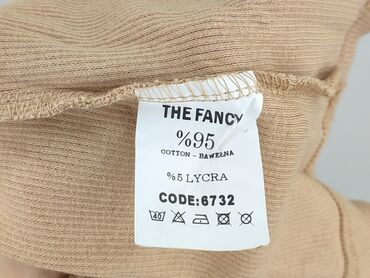 THE FANCY
%95
COTTON - BAWEŁNA
%5 LYCRA
CODE:6732
40